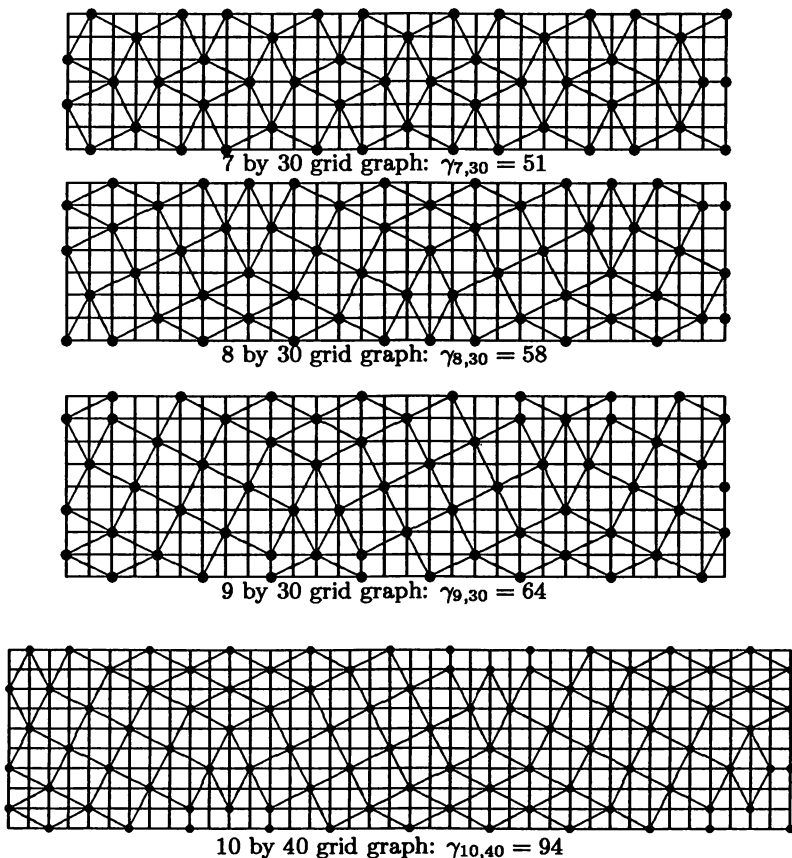 7 by 30 grid graph: γ₇,₃₀ = 51
8 by 30 grid graph: γ₈,₃₀ = 58
9 by 30 grid graph: γ₉,₃₀ = 64
10 by 40 grid graph: γ₁₀,₄₀ = 94